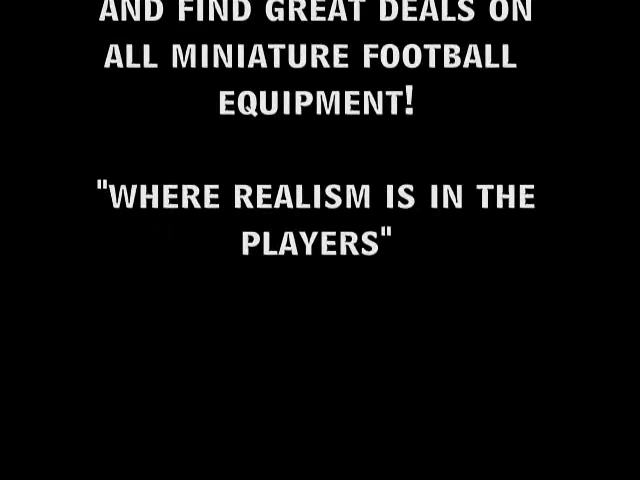 AND FIND GREAT DEALS ON
ALL MINIATURE FOOTBALL
EQUIPMENT!
"WHERE REALISM IS IN THE
PLAYERS"